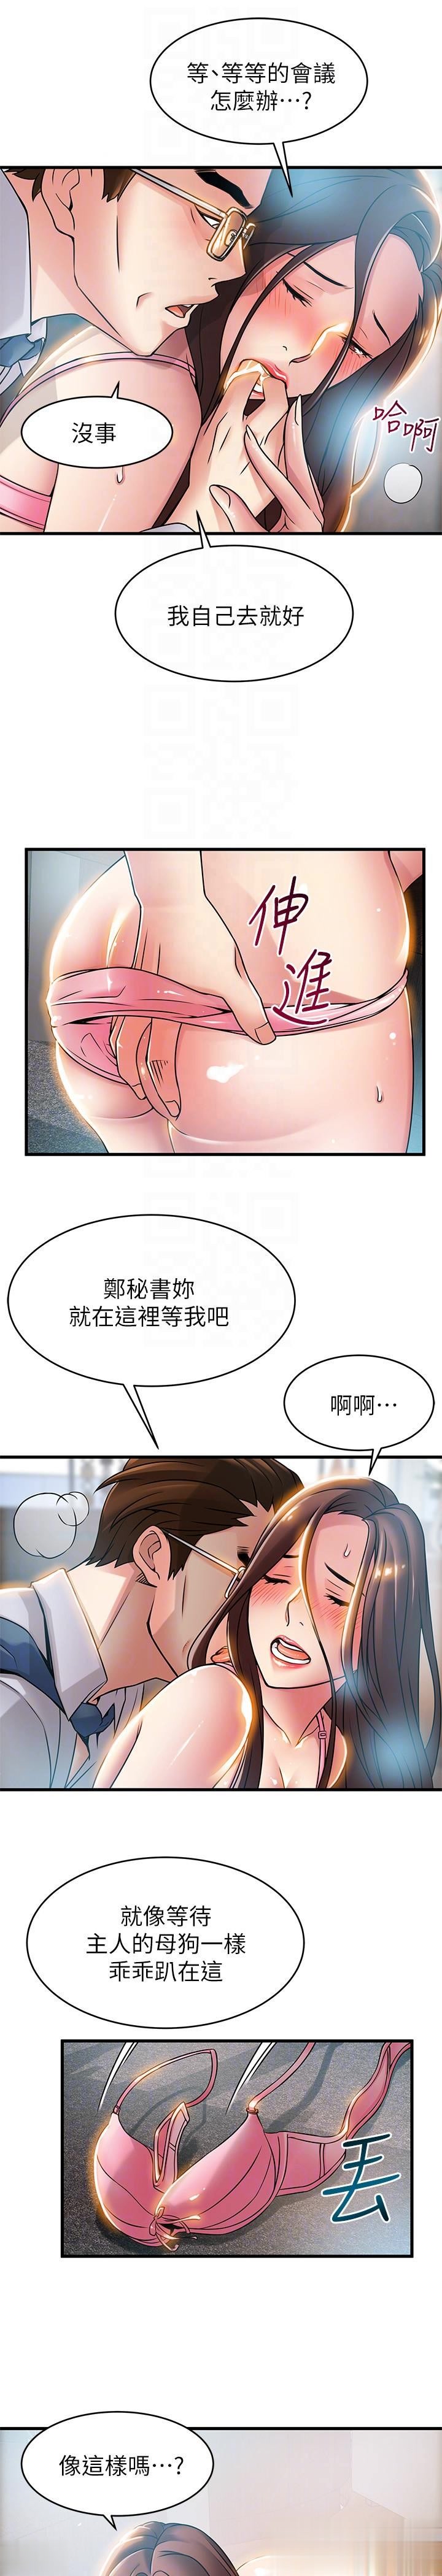 等、等等的會議
怎麼辦⋯?
哈啊
沒事
我自己去就好
伸進
鄭秘書妳
就在這裡等我吧
啊啊⋯
就像等待
主人的母狗一樣
乖乖趴在這
丟
像這樣嗎⋯?